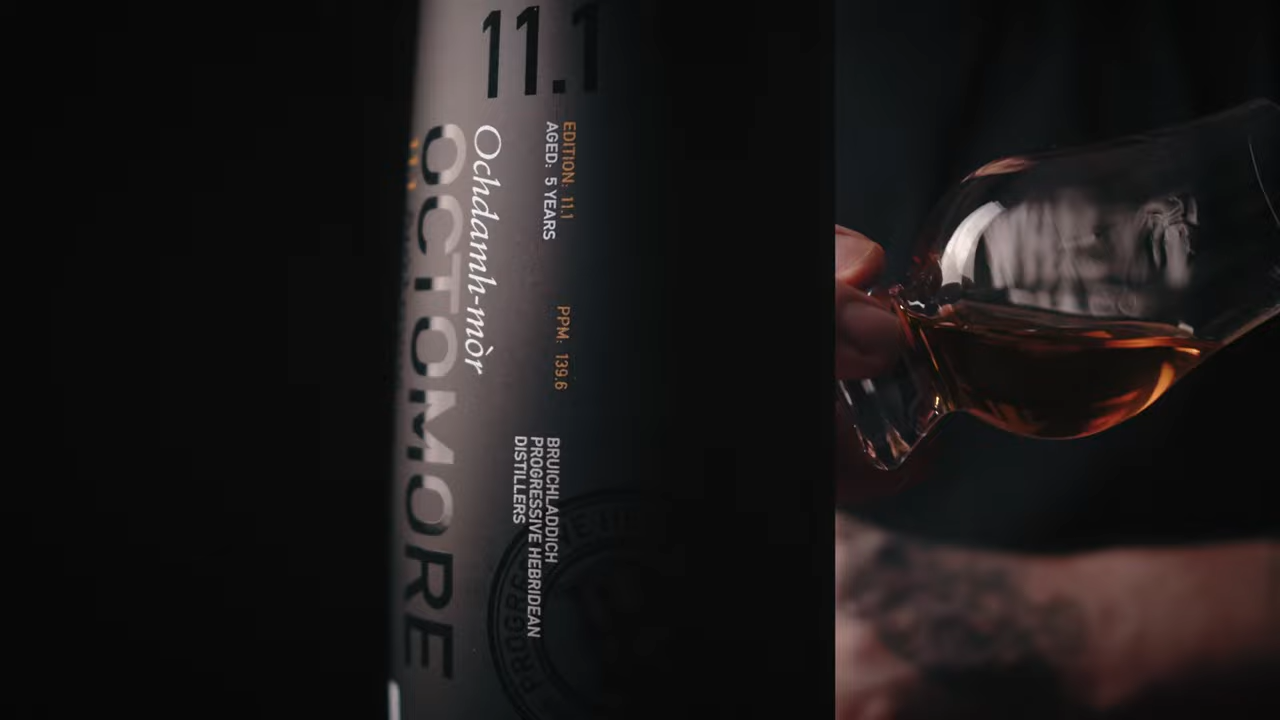 11.1
EDITION: 11.1
AGED: 5 YEARS
Ochdamh-mòr
OCTOMORE
PPM: 139.6
BRUICHLADDICH
PROGRESSIVE HEBRIDEAN
DISTILLERS